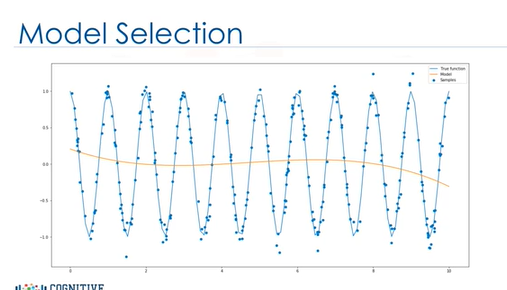 Model Selection
True function
Model
Samples
1.0
0.5
0.0
-0.5
-1.0
0 2 4 6 8 10
COGNITIVE